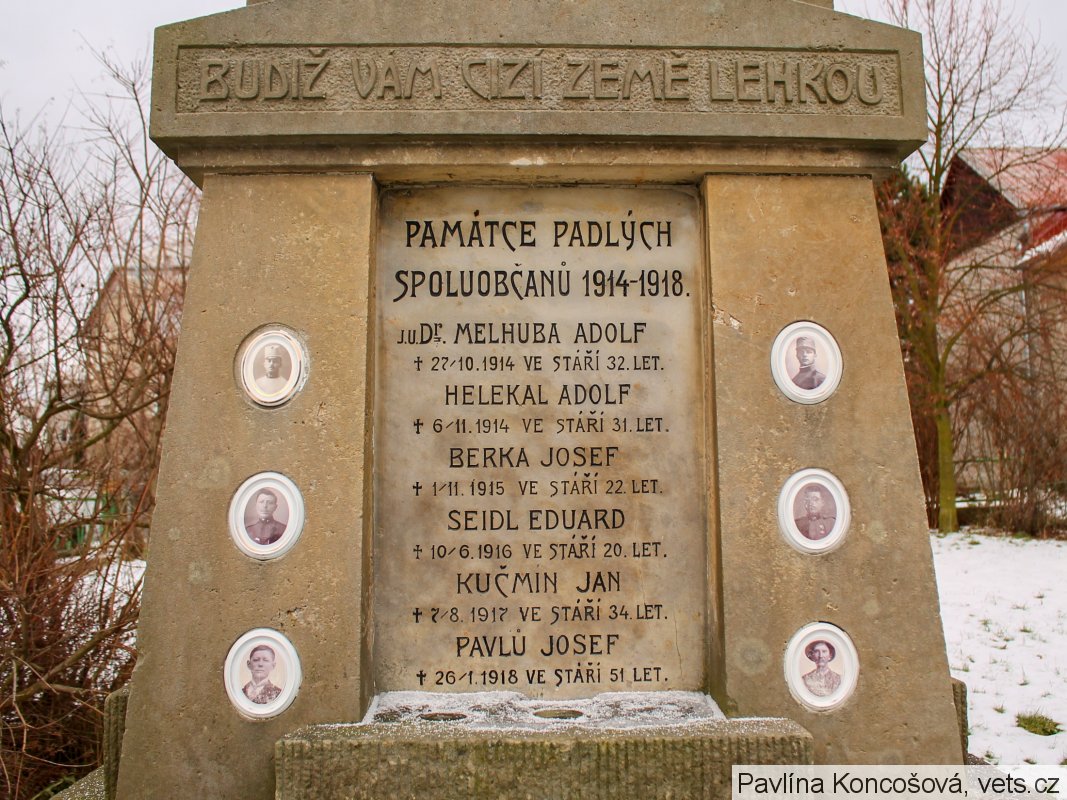 BUDIŽ VÁM CIZÍ ZEMĚ LEHKOU
PAMÁTCE PADLÝCH
SPOLUOBČANŮ 1914-1918.
J.U.Dr. MELHUBA ADOLF
✝ 27/10.1914 VE STÁŘÍ 32. LET.
HELEKAL ADOLF
✝ 6/11.1914 VE STÁŘÍ 31. LET.
BERKA JOSEF
✝ 1/11.1915 VE STÁŘÍ 22. LET.
SEIDL EDUARD
✝ 10/6.1916 VE STÁŘÍ 20. LET.
KUČMIN JAN
✝ 7/8.1917 VE STÁŘÍ 34. LET.
PAVLŮ JOSEF
✝ 26/1.1918 VE STÁŘÍ 51. LET.
Pavlína Koncošová, vets.cz